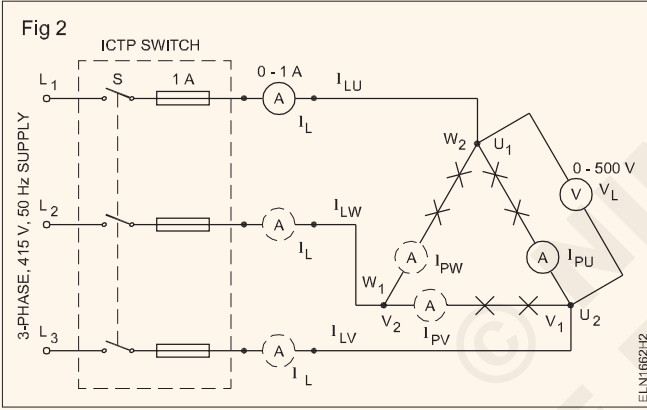 Fig 2
ICTP SWITCH
L1 S 1 A 0 - 1 A A IL ILU
3-PHASE, 415 V, 50 Hz SUPPLY
W2 U1
0 - 500 V
V VL
L2 A IL ILW
A IPW A IPU
W1
V2 A IPV V1 U2
L3 A IL ILV
©
ELN1662H2